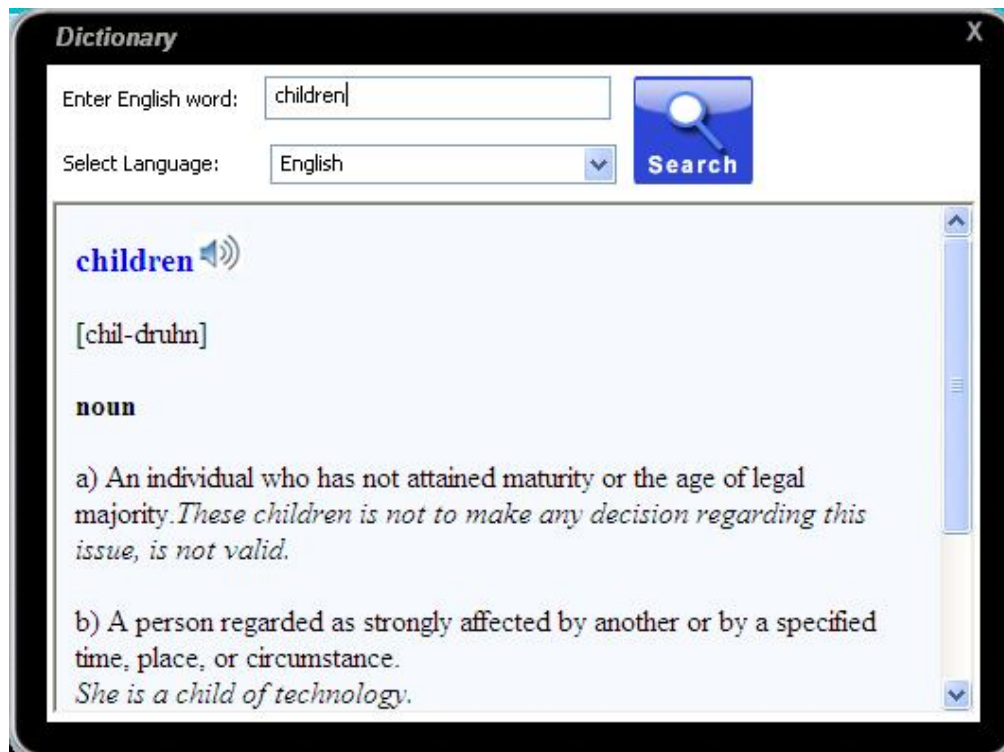 Dictionary X
Enter English word: children
Select Language: English
Search
children
[chil-druhn]
noun
a) An individual who has not attained maturity or the age of legal
majority.These children is not to make any decision regarding this
issue, is not valid.
b) A person regarded as strongly affected by another or by a specified
time, place, or circumstance.
She is a child of technology.